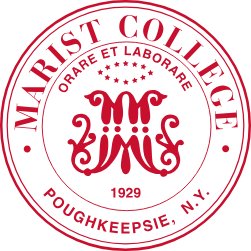 MARIST COLLEGE
ORARE ET LABORARE
1929
POUGHKEEPSIE, N.Y.